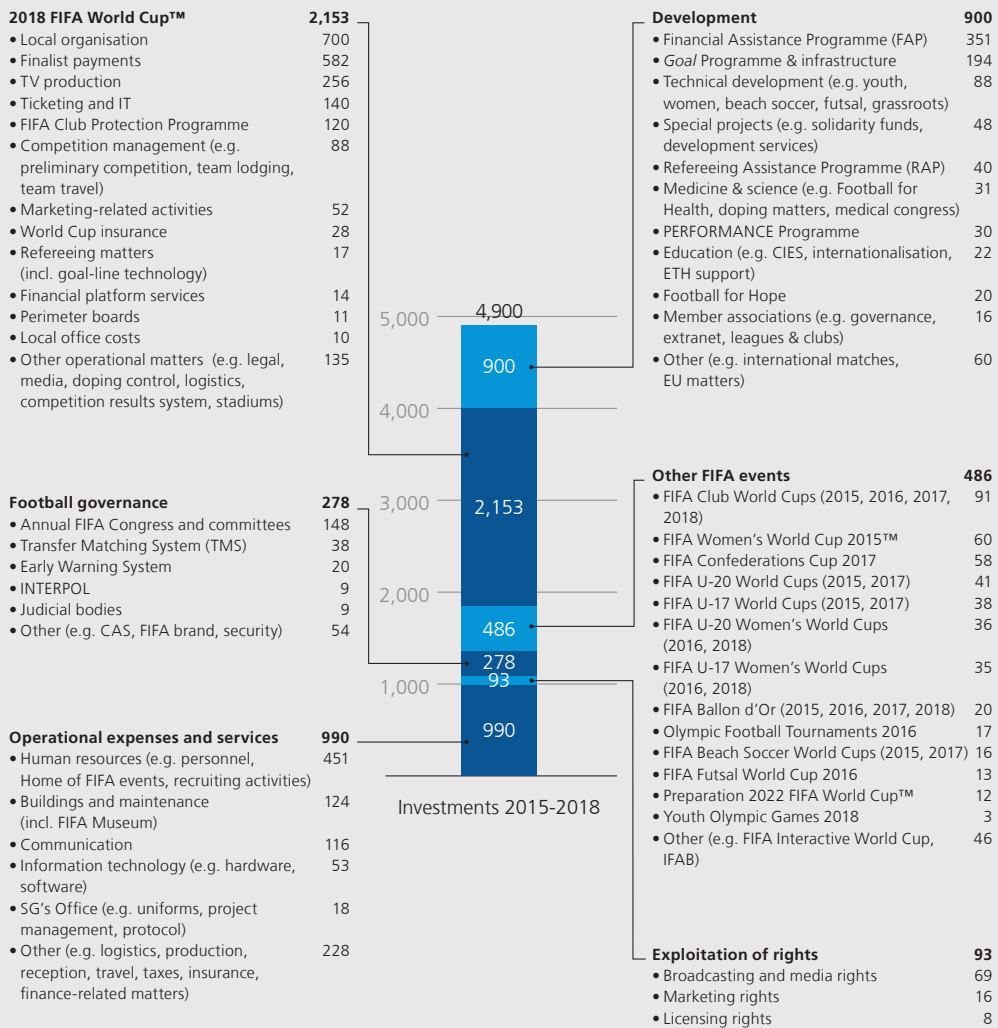 2018 FIFA World Cup™ 2,153
• Local organisation 700
• Finalist payments 582
• TV production 256
• Ticketing and IT 140
• FIFA Club Protection Programme 120
• Competition management (e.g. 88
preliminary competition, team lodging,
team travel)
• Marketing-related activities 52
• World Cup insurance 28
• Refereeing matters 17
(incl. goal-line technology)
• Financial platform services 14
• Perimeter boards 11
• Local office costs 10
• Other operational matters (e.g. legal, 135
media, doping control, logistics,
competition results system, stadiums)
Football governance 278
• Annual FIFA Congress and committees 148
• Transfer Matching System (TMS) 38
• Early Warning System 20
• INTERPOL 9
• Judicial bodies 9
• Other (e.g. CAS, FIFA brand, security) 54
Operational expenses and services 990
• Human resources (e.g. personnel, 451
Home of FIFA events, recruiting activities)
• Buildings and maintenance 124
(incl. FIFA Museum)
• Communication 116
• Information technology (e.g. hardware, 53
software)
• SG's Office (e.g. uniforms, project 18
management, protocol)
• Other (e.g. logistics, production, 228
reception, travel, taxes, insurance,
finance-related matters)
4,900
5,000
900
4,000
3,000
2,153
2,000
486
278
93
1,000
990
Investments 2015-2018
Development 900
• Financial Assistance Programme (FAP) 351
• Goal Programme & infrastructure 194
• Technical development (e.g. youth, 88
women, beach soccer, futsal, grassroots)
• Special projects (e.g. solidarity funds, 48
development services)
• Refereeing Assistance Programme (RAP) 40
• Medicine & science (e.g. Football for 31
Health, doping matters, medical congress)
• PERFORMANCE Programme 30
• Education (e.g. CIES, internationalisation, 22
ETH support)
• Football for Hope 20
• Member associations (e.g. governance, 16
extranet, leagues & clubs)
• Other (e.g. international matches, 60
EU matters)
Other FIFA events 486
• FIFA Club World Cups (2015, 2016, 2017, 91
2018)
• FIFA Women's World Cup 2015™ 60
• FIFA Confederations Cup 2017 58
• FIFA U-20 World Cups (2015, 2017) 41
• FIFA U-17 World Cups (2015, 2017) 38
• FIFA U-20 Women's World Cups 36
(2016, 2018)
• FIFA U-17 Women's World Cups 35
(2016, 2018)
• FIFA Ballon d'Or (2015, 2016, 2017, 2018) 20
• Olympic Football Tournaments 2016 17
• FIFA Beach Soccer World Cups (2015, 2017) 16
• FIFA Futsal World Cup 2016 13
• Preparation 2022 FIFA World Cup™ 12
• Youth Olympic Games 2018 3
• Other (e.g. FIFA Interactive World Cup, 46
IFAB)
Exploitation of rights 93
• Broadcasting and media rights 69
• Marketing rights 16
• Licensing rights 8